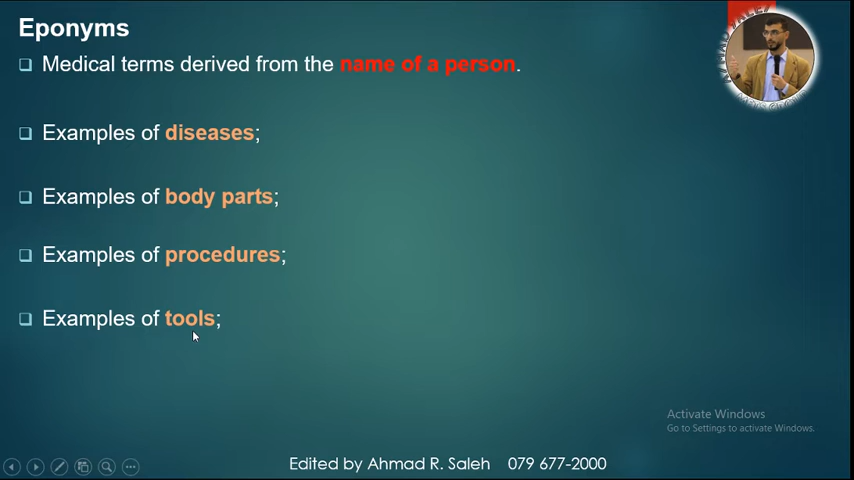 Eponyms
Medical terms derived from the name of a person.
Examples of diseases;
Examples of body parts;
Examples of procedures;
Examples of tools;
Activate Windows
Go to Settings to activate Windows.
Edited by Ahmad R. Saleh 079 677-2000